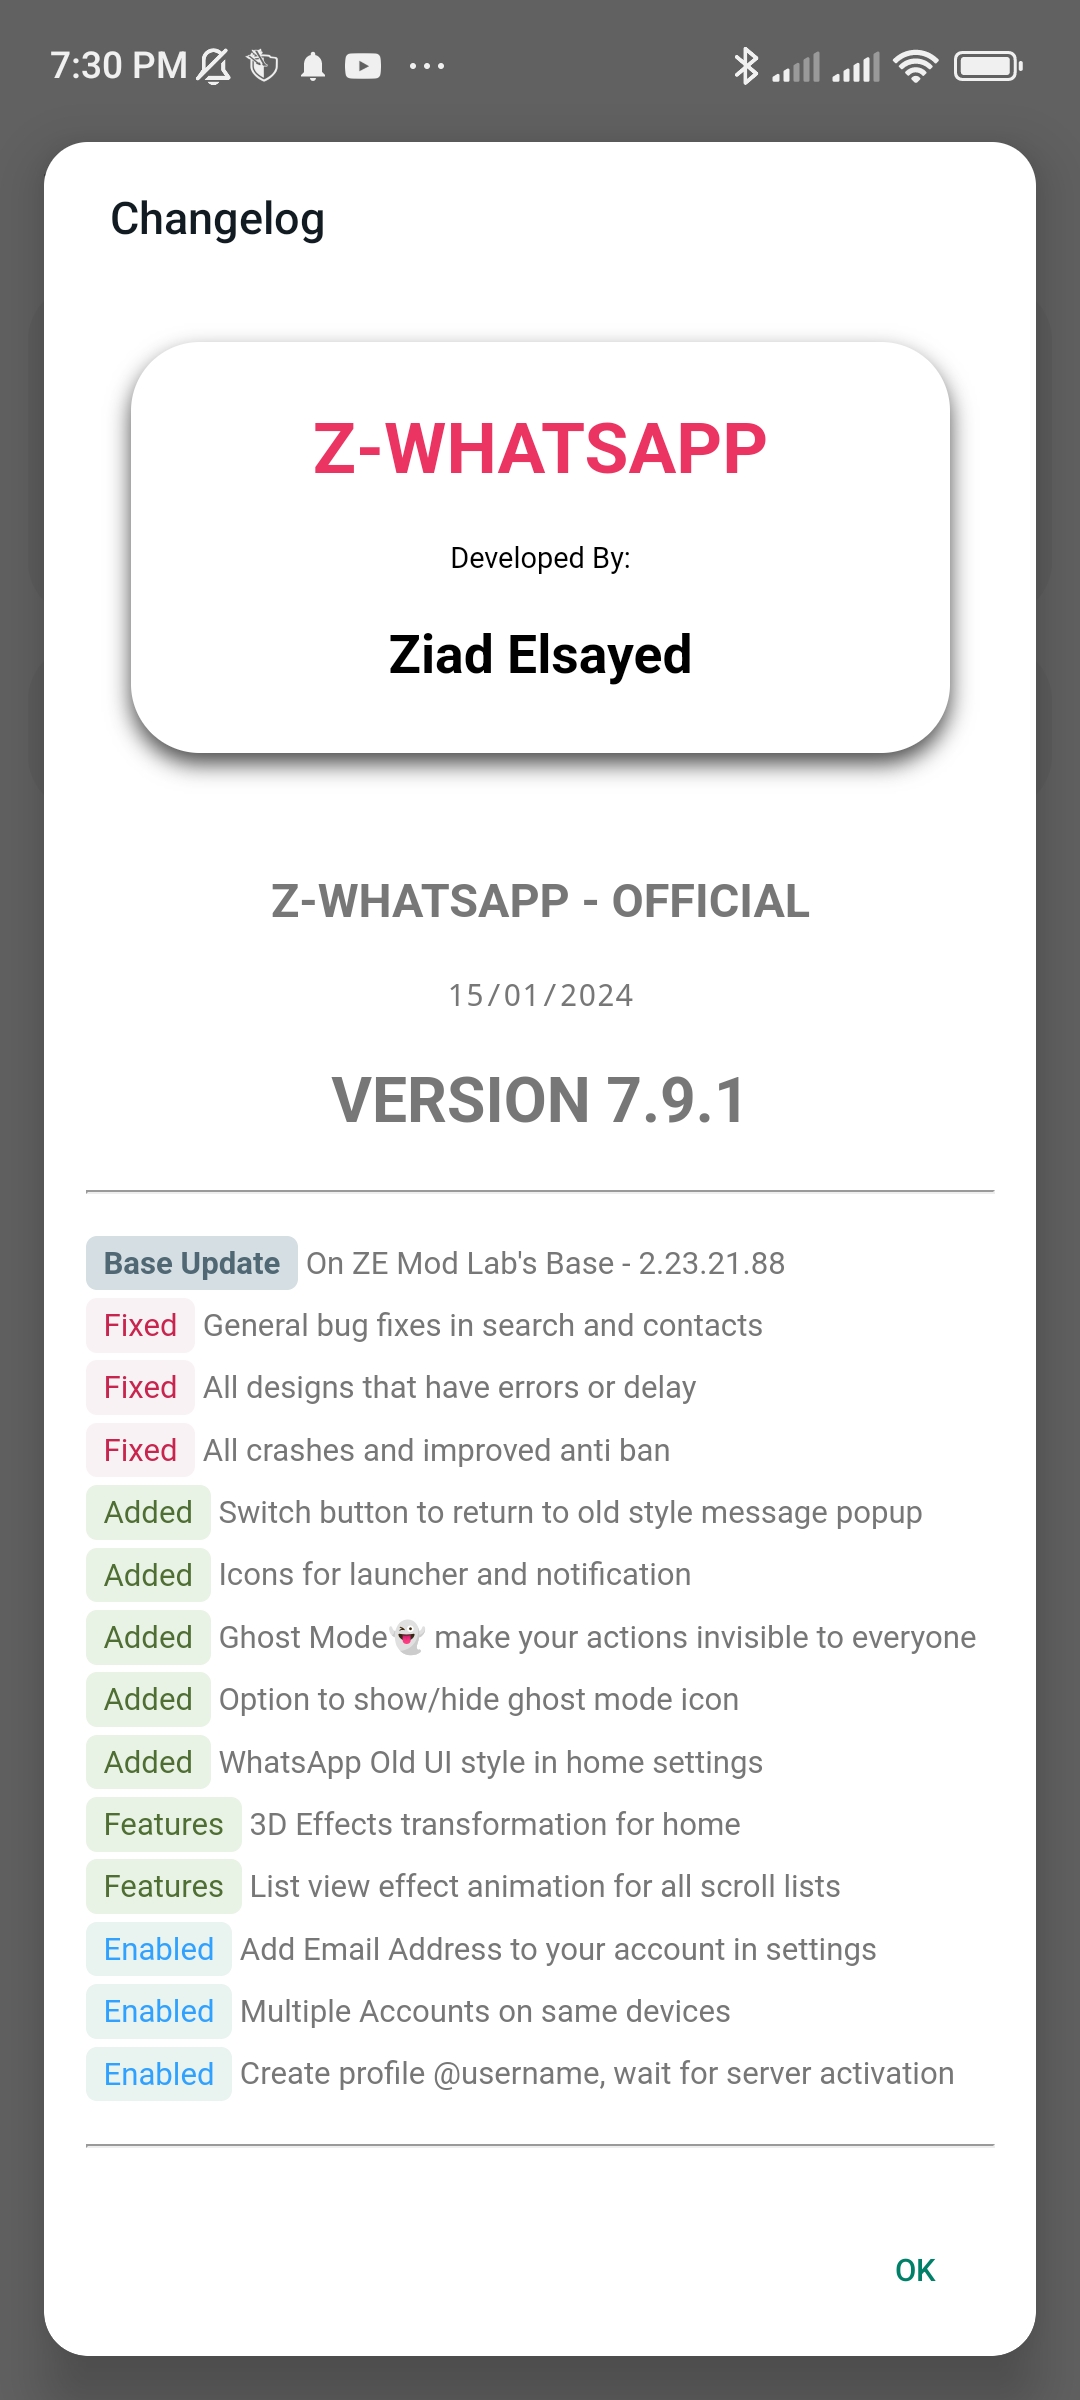 7:30 PM
Changelog
Z-WHATSAPP
Developed By:
Ziad Elsayed
Z-WHATSAPP - OFFICIAL
15/01/2024
VERSION 7.9.1
Base Update On ZE Mod Lab's Base - 2.23.21.88
Fixed General bug fixes in search and contacts
Fixed All designs that have errors or delay
Fixed All crashes and improved anti ban
Added Switch button to return to old style message popup
Added Icons for launcher and notification
Added Ghost Mode👻 make your actions invisible to everyone
Added Option to show/hide ghost mode icon
Added WhatsApp Old UI style in home settings
Features 3D Effects transformation for home
Features List view effect animation for all scroll lists
Enabled Add Email Address to your account in settings
Enabled Multiple Accounts on same devices
Enabled Create profile @username, wait for server activation
OK